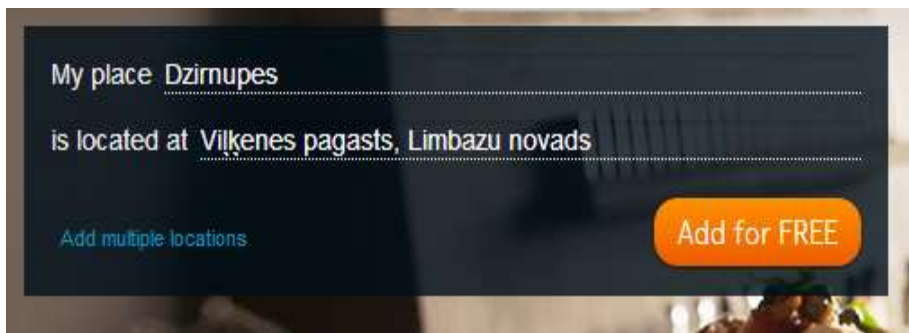 My place Dzirnupes
is located at Viļķenes pagasts, Limbazu novads
Add multiple locations
Add for FREE